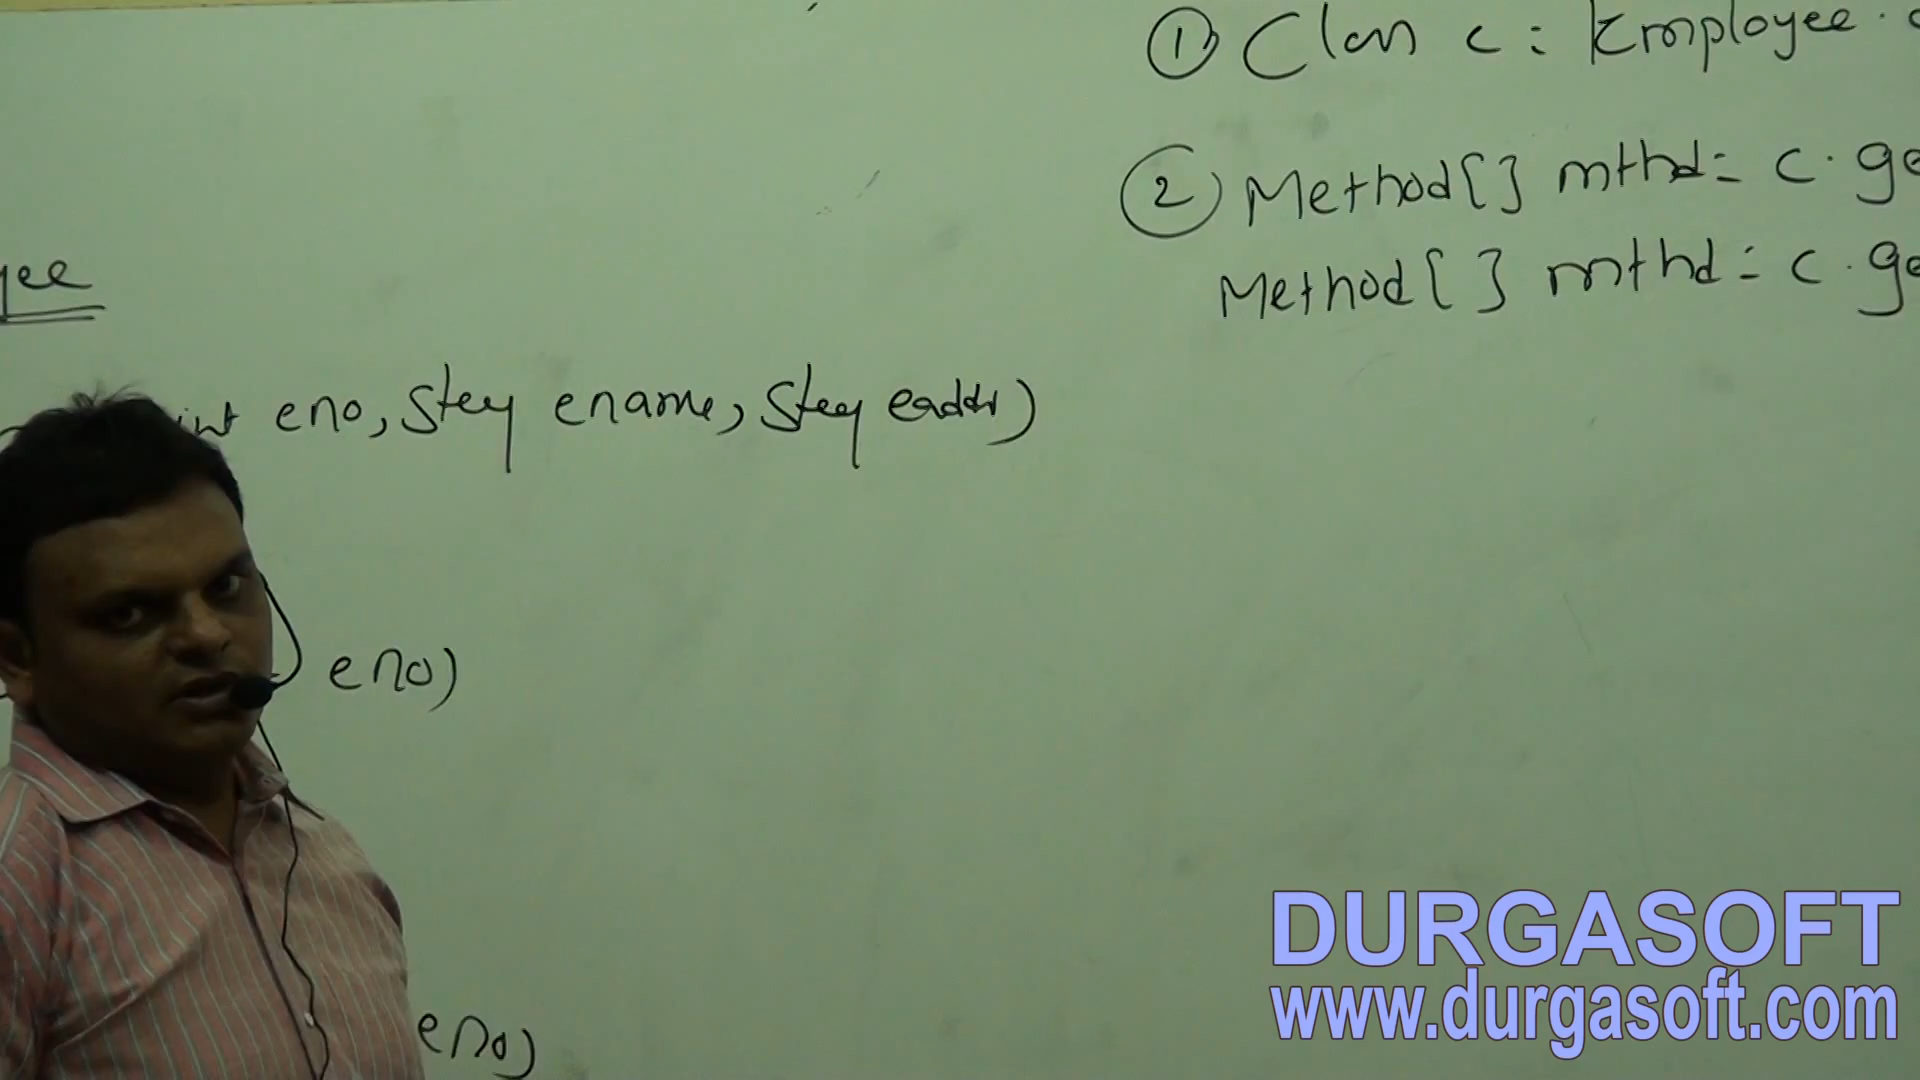 ① Class c = Employee.c
② Method[] mthd = c.ge
Method[] mthd = c.ge
yee
int eno, String ename, String eaddr)
eno)
eno)
DURGASOFT
www.durgasoft.com